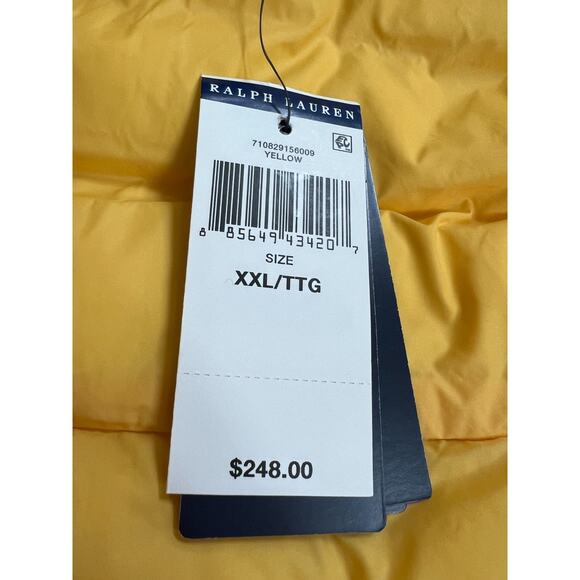 RALPH LAUREN
710829156009
YELLOW
8 85649 43420 7
SIZE
XXL/TTG
$248.00